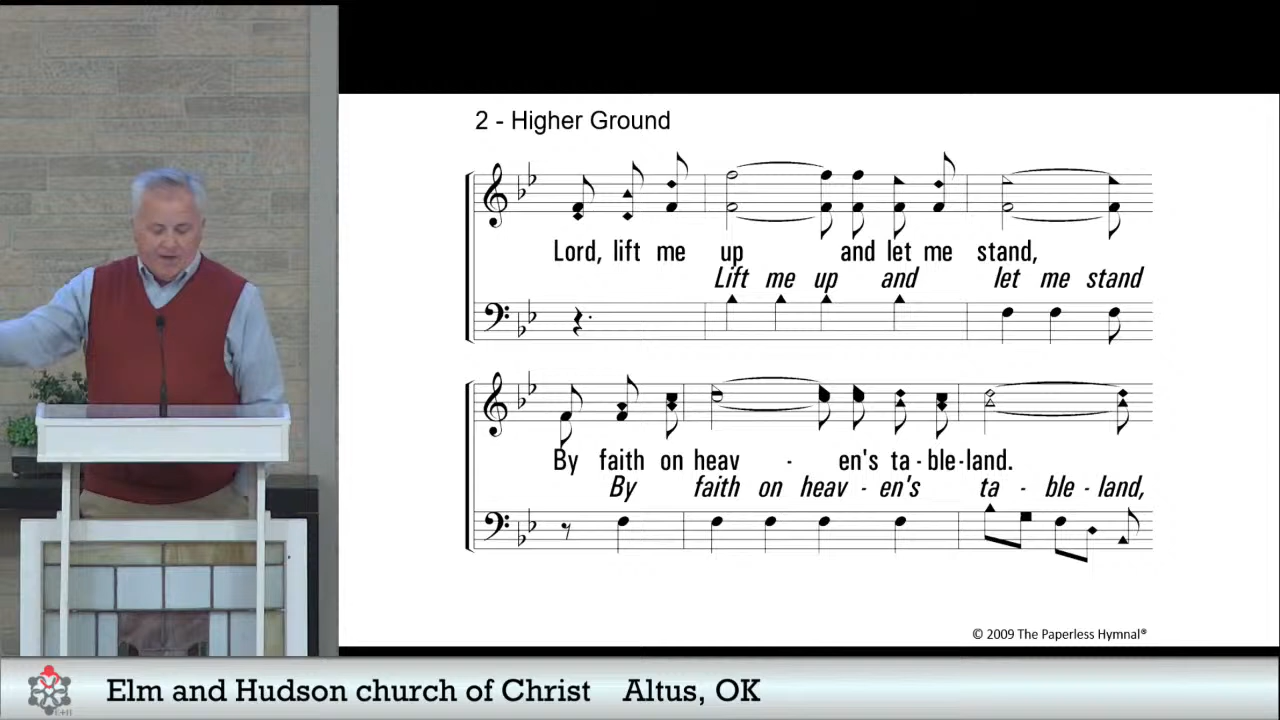 2 - Higher Ground
Lord, lift me up and let me stand,
Lift me up and let me stand
By faith on heav - en's ta - ble - land.
By faith on heav - en's ta - ble - land,
© 2009 The Paperless Hymnal®
Elm and Hudson church of Christ Altus, OK
E+H